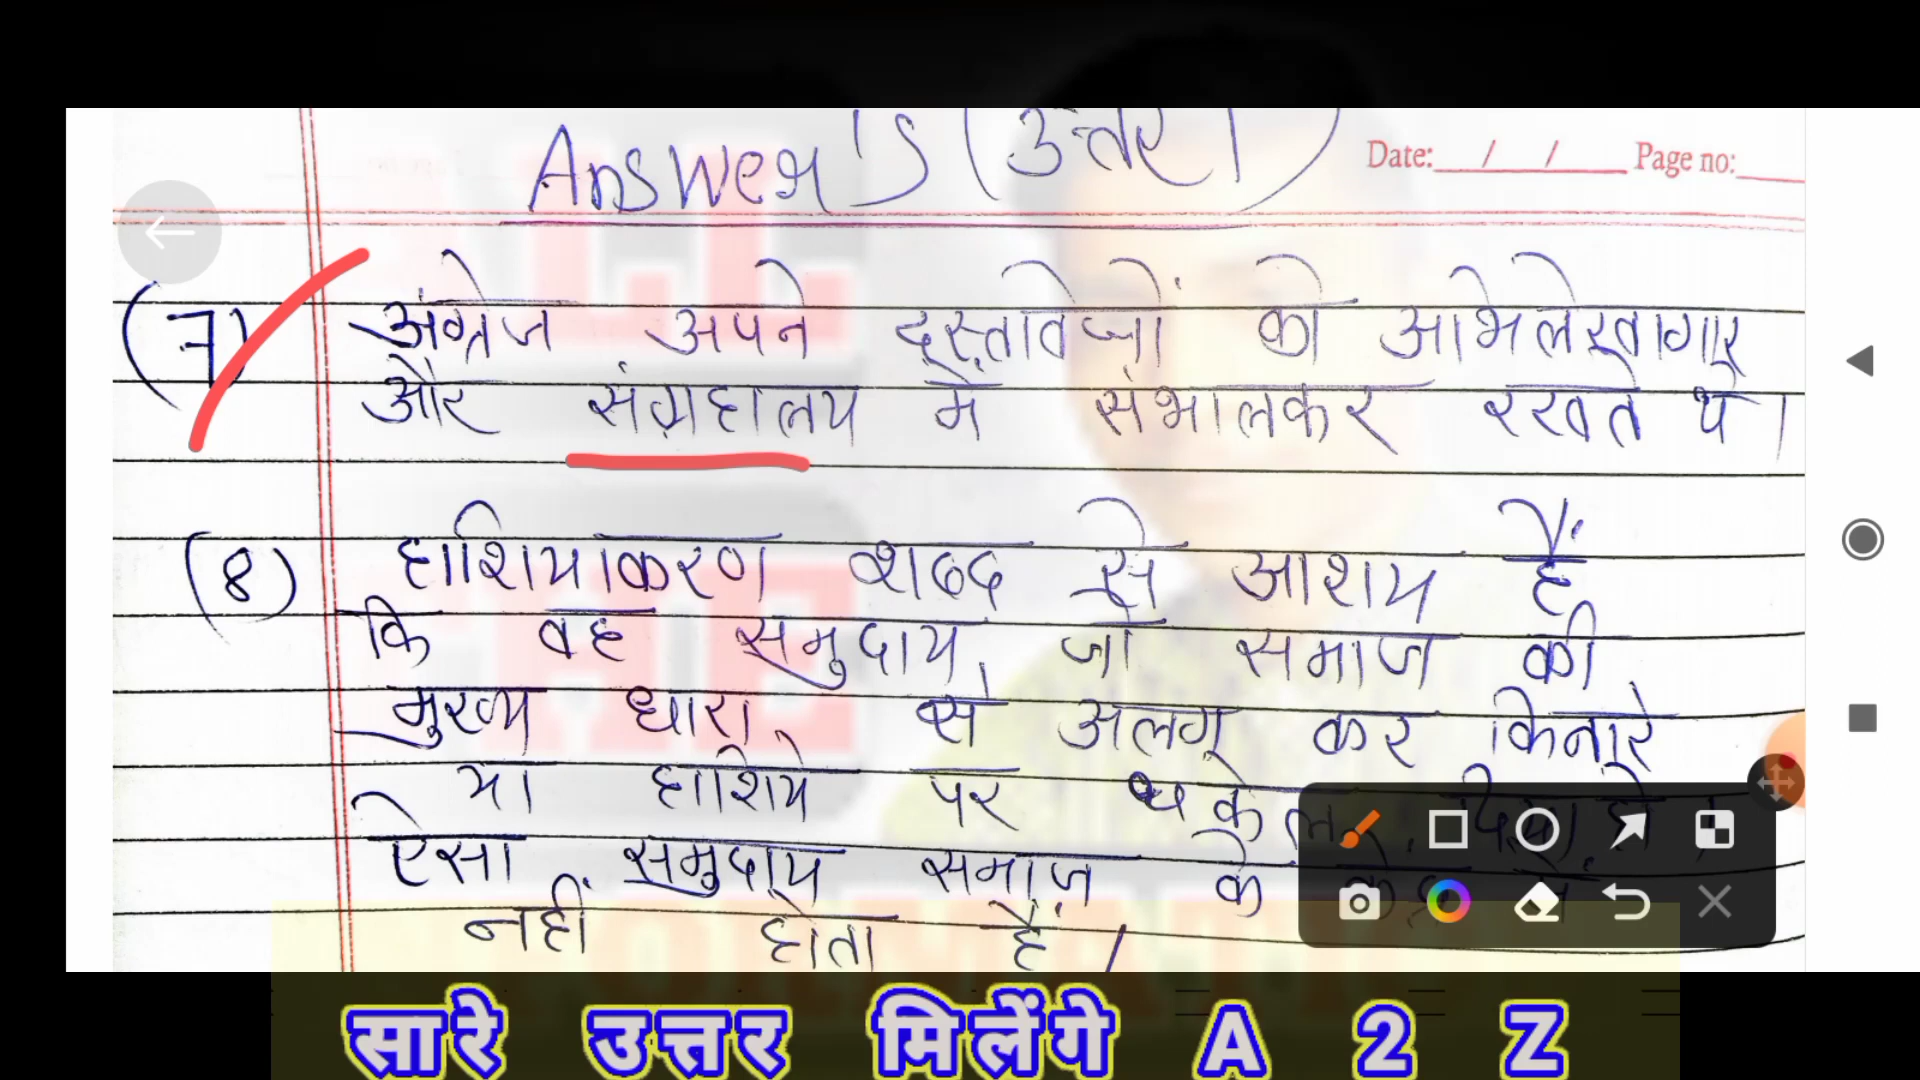 Answer's (उत्तर)
Date: / / Page no:
(7) अंग्रेज अपने दस्तावेजों को अभिलेखागार
और संग्रहालय में संभालकर रखते थे।
(8) हाशियाकरण शब्द से आशय हैं
कि वह समुदाय जो समाज की
मुख्य धारा से अलग कर किनारे
या हाशिये पर धकेल दिया हो।
ऐसा समुदाय समाज के में
नहीं होता है।
सारे उत्तर मिलेंगे A 2 Z